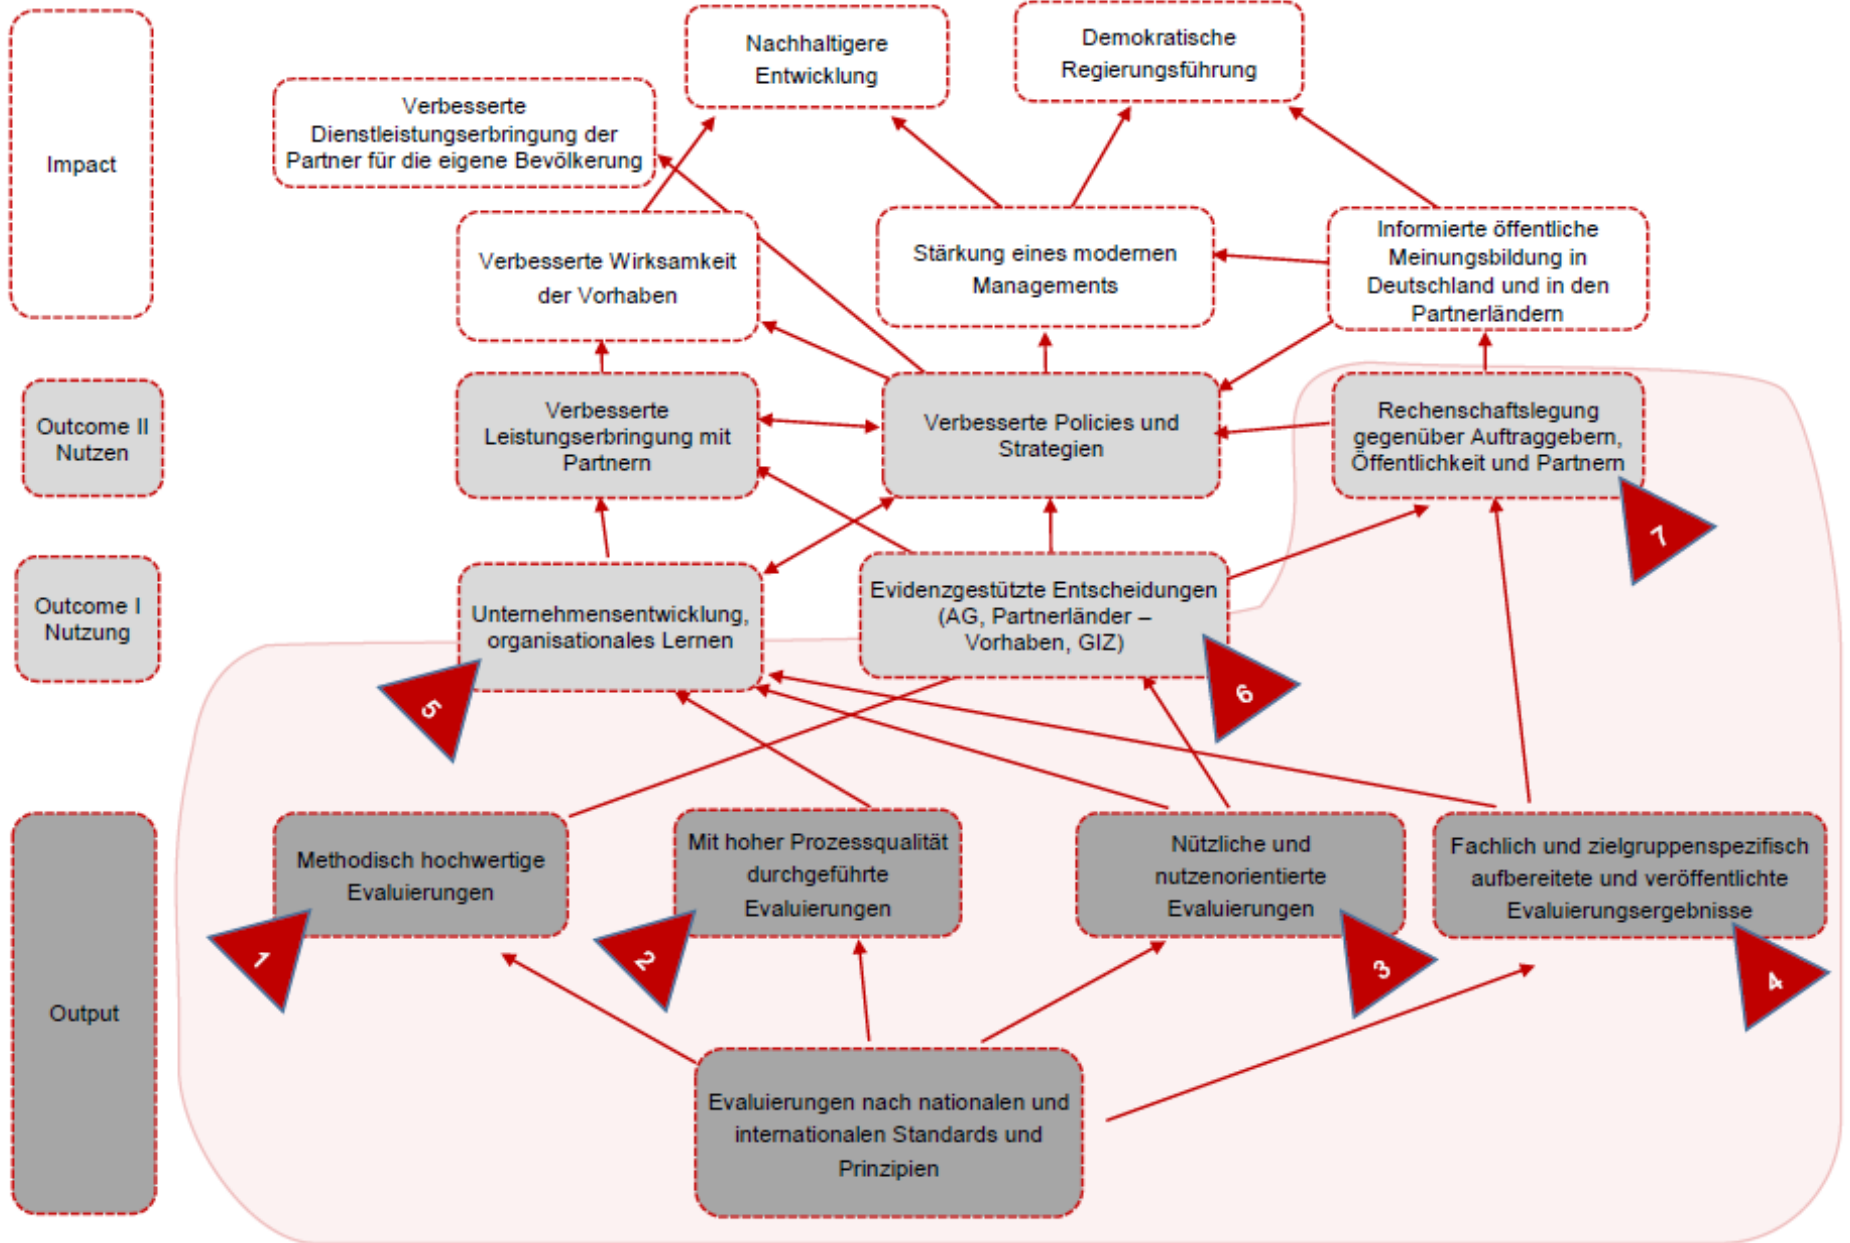 Impact
Nachhaltigere
Entwicklung
Demokratische
Regierungsführung
Verbesserte
Dienstleistungserbringung der
Partner für die eigene Bevölkerung
Verbesserte Wirksamkeit
der Vorhaben
Stärkung eines modernen
Managements
Informierte öffentliche
Meinungsbildung in
Deutschland und in den
Partnerländern
Outcome II
Nutzen
Verbesserte
Leistungserbringung mit
Partnern
Verbesserte Policies und
Strategien
Rechenschaftslegung
gegenüber Auftraggebern,
Öffentlichkeit und Partnern
7
Outcome I
Nutzung
Unternehmensentwicklung,
organisationales Lernen
5
Evidenzgestützte Entscheidungen
(AG, Partnerländer –
Vorhaben, GIZ)
6
Output
Methodisch hochwertige
Evaluierungen
1
Mit hoher Prozessqualität
durchgeführte
Evaluierungen
2
Nützliche und
nutzenorientierte
Evaluierungen
3
Fachlich und zielgruppenspezifisch
aufbereitete und veröffentlichte
Evaluierungsergebnisse
4
Evaluierungen nach nationalen und
internationalen Standards und
Prinzipien